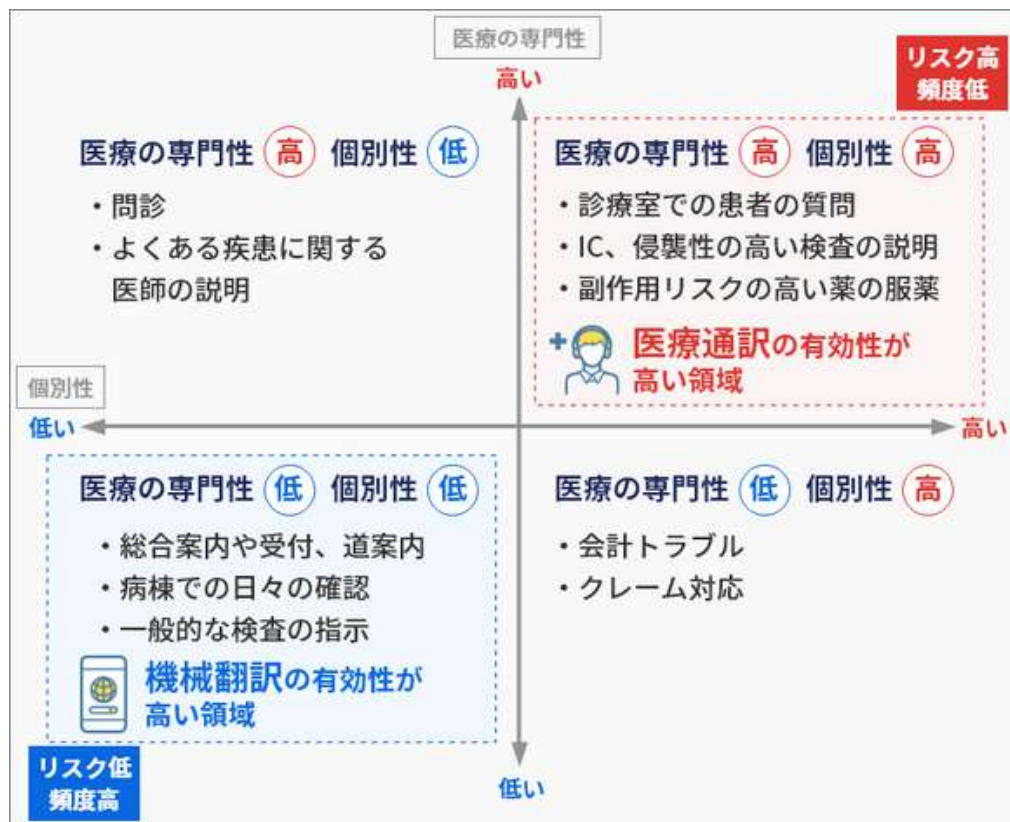 医療の専門性
高い
リスク高
頻度低
医療の専門性 高 個別性 低
・問診
・よくある疾患に関する
医師の説明
医療の専門性 高 個別性 高
・診療室での患者の質問
・IC、侵襲性の高い検査の説明
・副作用リスクの高い薬の服薬
医療通訳の有効性が
高い領域
個別性
低い
高い
医療の専門性 低 個別性 低
・総合案内や受付、道案内
・病棟での日々の確認
・一般的な検査の指示
機械翻訳の有効性が
高い領域
医療の専門性 低 個別性 高
・会計トラブル
・クレーム対応
リスク低
頻度高
低い